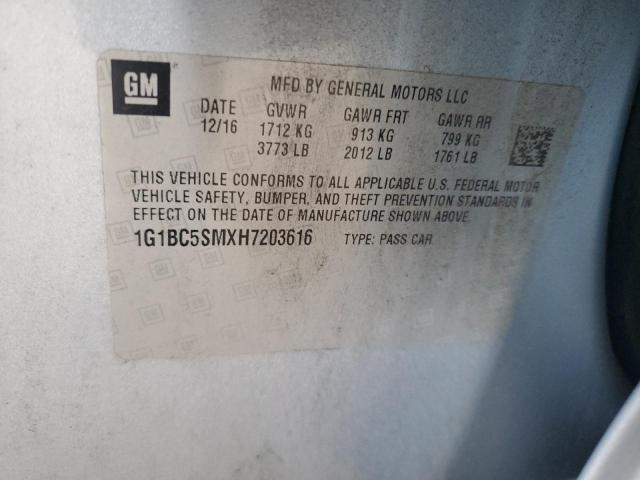 GM
MFD BY GENERAL MOTORS LLC
DATE GVWR GAWR FRT GAWR RR
12/16 1712 KG 913 KG 799 KG
3773 LB 2012 LB 1761 LB
THIS VEHICLE CONFORMS TO ALL APPLICABLE U.S. FEDERAL MOTOR
VEHICLE SAFETY, BUMPER, AND THEFT PREVENTION STANDARDS IN
EFFECT ON THE DATE OF MANUFACTURE SHOWN ABOVE.
1G1BC5SMXH7203616 TYPE: PASS CAR